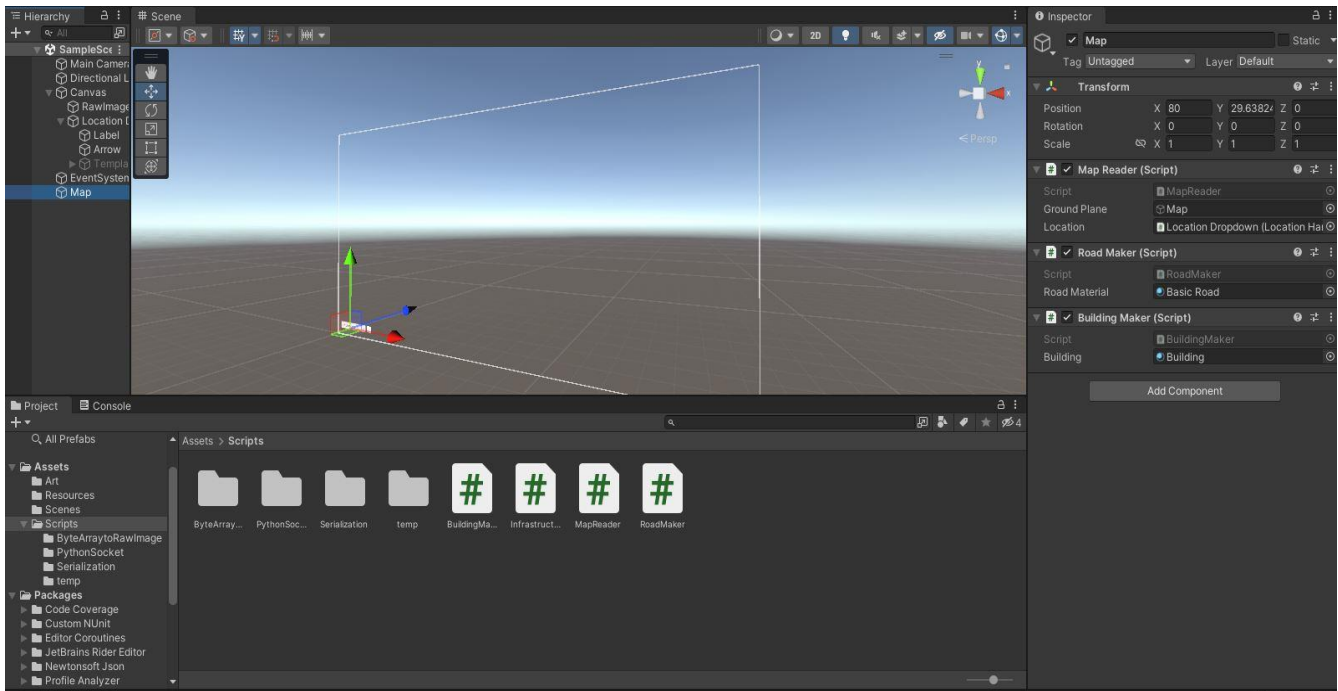 Hierarchy
All
SampleSce
Main Camer
Directional L
Canvas
RawImage
Location D
Label
Arrow
Templa
EventSystem
Map
Scene
2D
y
x
Persp
Inspector
Map
Static
Tag Untagged Layer Default
Transform
Position X 80 Y 29.63824 Z 0
Rotation X 0 Y 0 Z 0
Scale X 1 Y 1 Z 1
Map Reader (Script)
Script MapReader
Ground Plane Map
Location Location Dropdown (Location Ha
Road Maker (Script)
Script RoadMaker
Road Material Basic Road
Building Maker (Script)
Script BuildingMaker
Building Building
Add Component
Project Console
4
All Prefabs
Assets
Art
Resources
Scenes
Scripts
ByteArraytoRawImage
PythonSocket
Serialization
temp
Packages
Code Coverage
Custom NUnit
Editor Coroutines
JetBrains Rider Editor
Newtonsoft Json
Profile Analyzer
Assets > Scripts
ByteArray... PythonSoc... Serialization temp BuildingMa... Infrastruct... MapReader RoadMaker